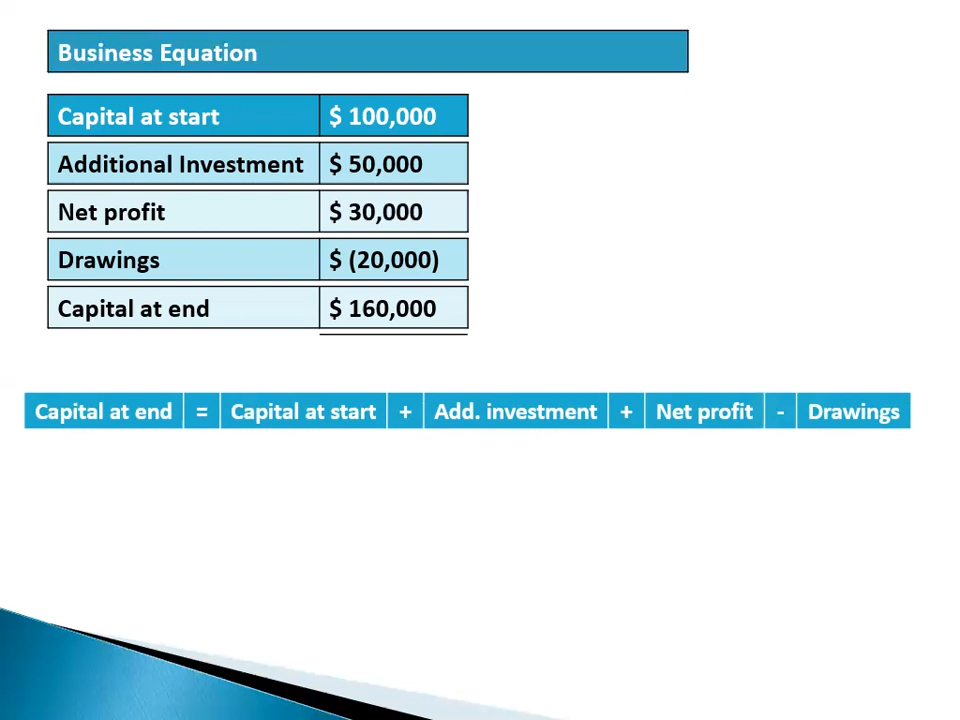 Business Equation
Capital at start $ 100,000
Additional Investment $ 50,000
Net profit $ 30,000
Drawings $ (20,000)
Capital at end $ 160,000
Capital at end = Capital at start + Add. investment + Net profit - Drawings